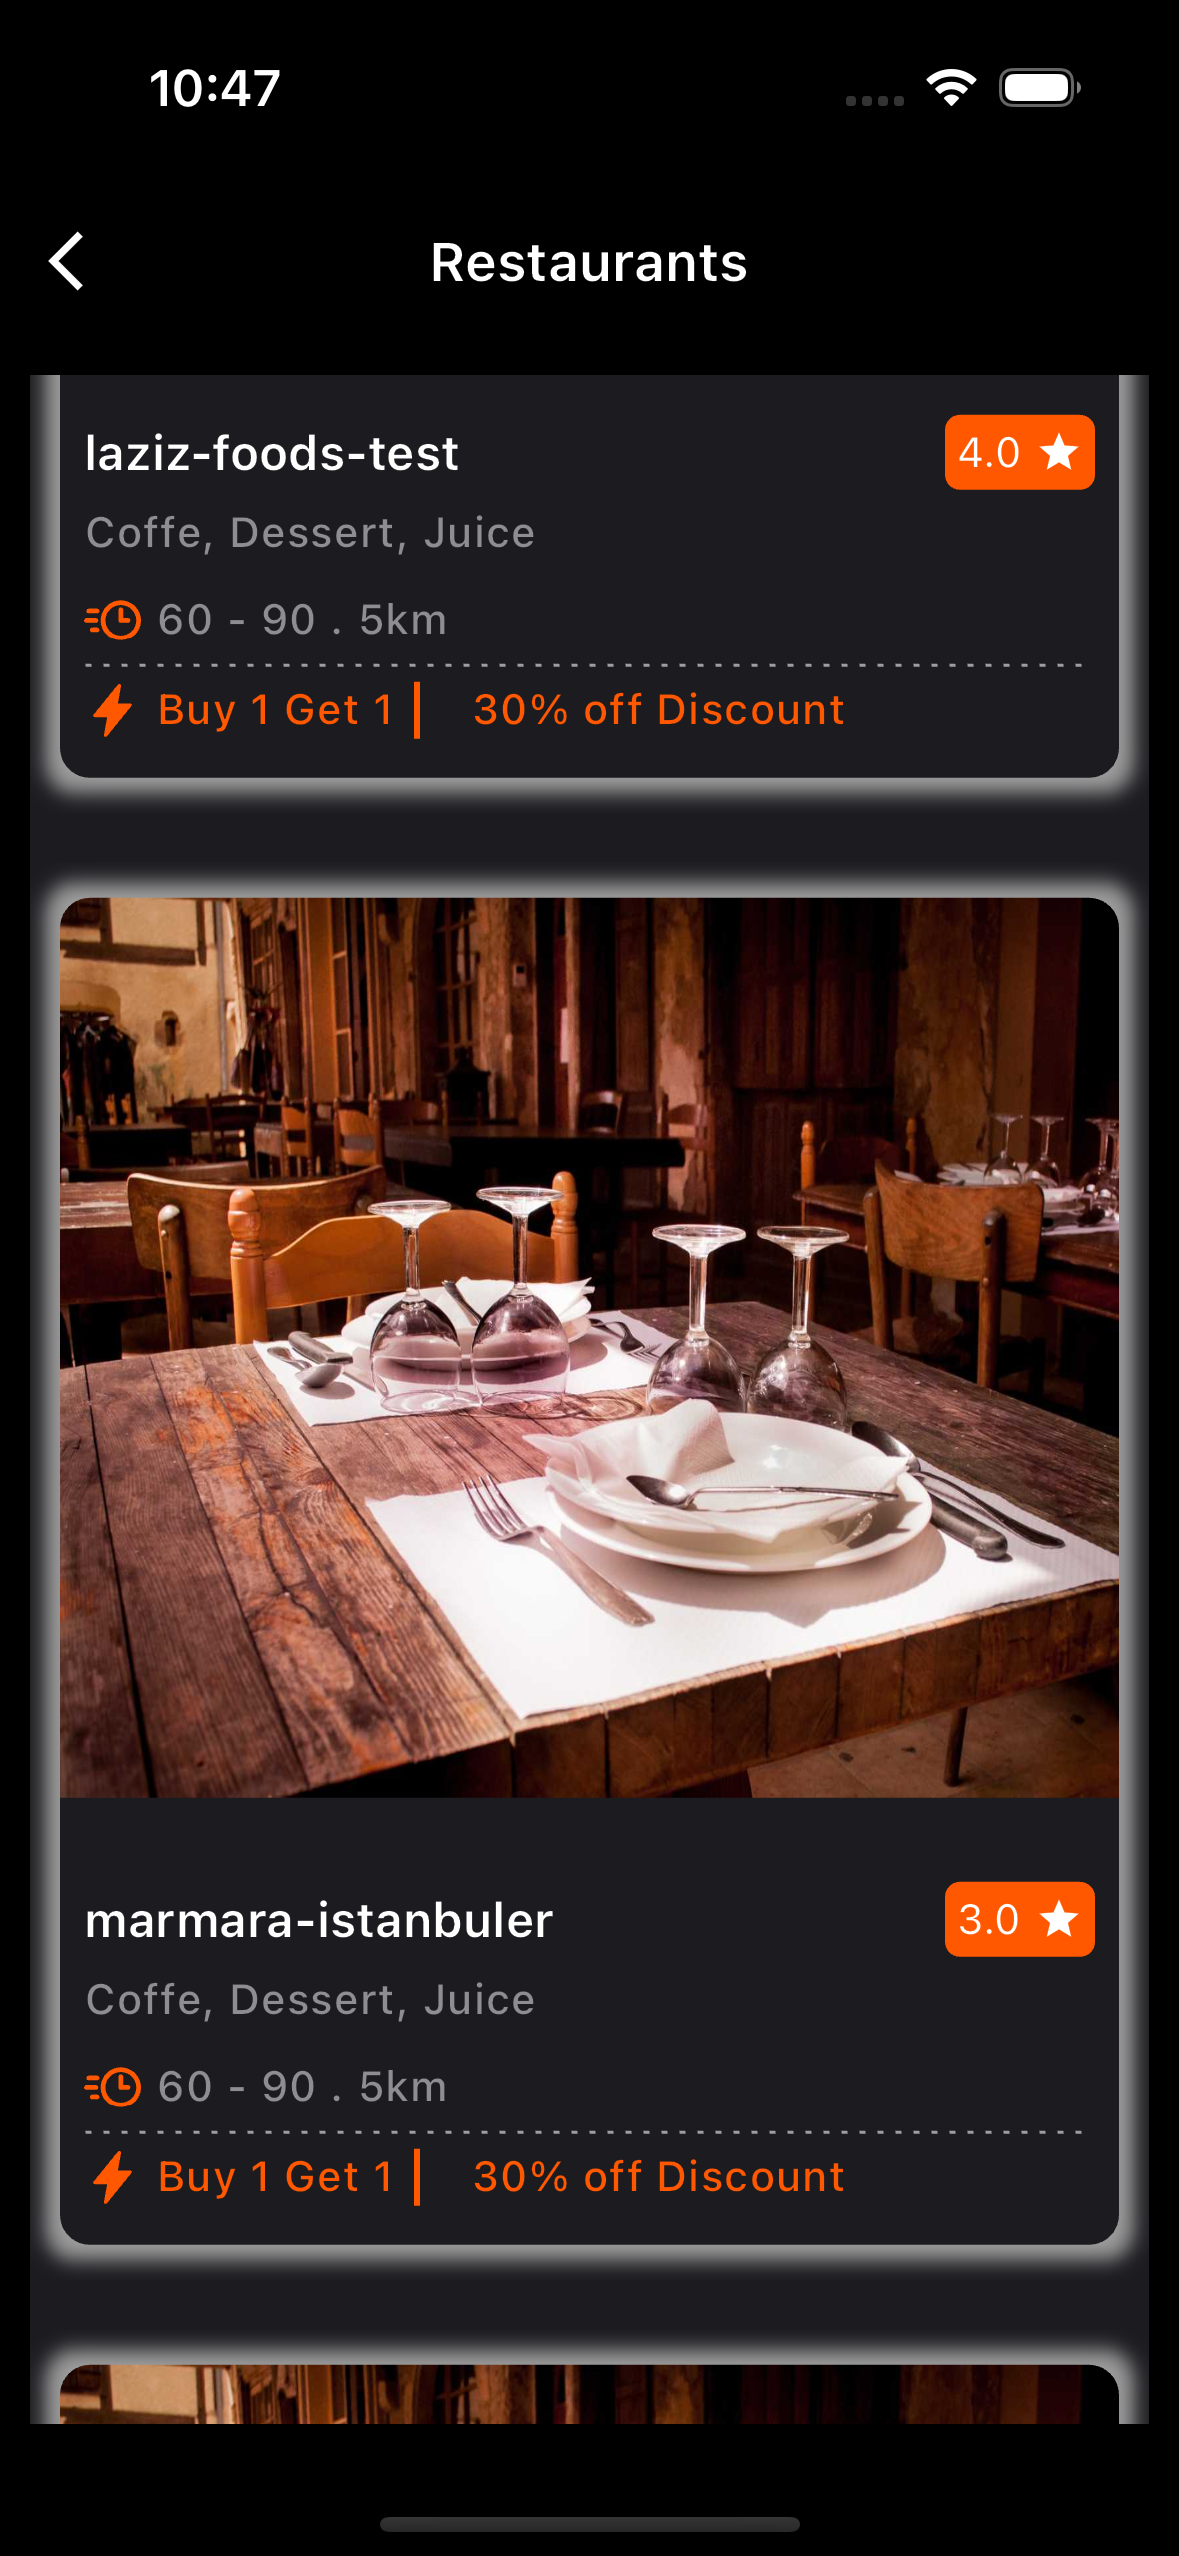 10:47
Restaurants
laziz-foods-test
4.0
Coffe, Dessert, Juice
60 - 90 . 5km
Buy 1 Get 1
30% off Discount
marmara-istanbuler
3.0
Coffe, Dessert, Juice
60 - 90 . 5km
Buy 1 Get 1
30% off Discount